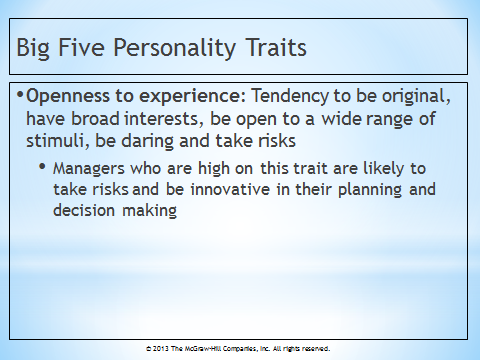 Big Five Personality Traits
•Openness to experience: Tendency to be original,
have broad interests, be open to a wide range of
stimuli, be daring and take risks
• Managers who are high on this trait are likely to
take risks and be innovative in their planning and
decision making
© 2013 The McGraw-Hill Companies, Inc. All rights reserved.